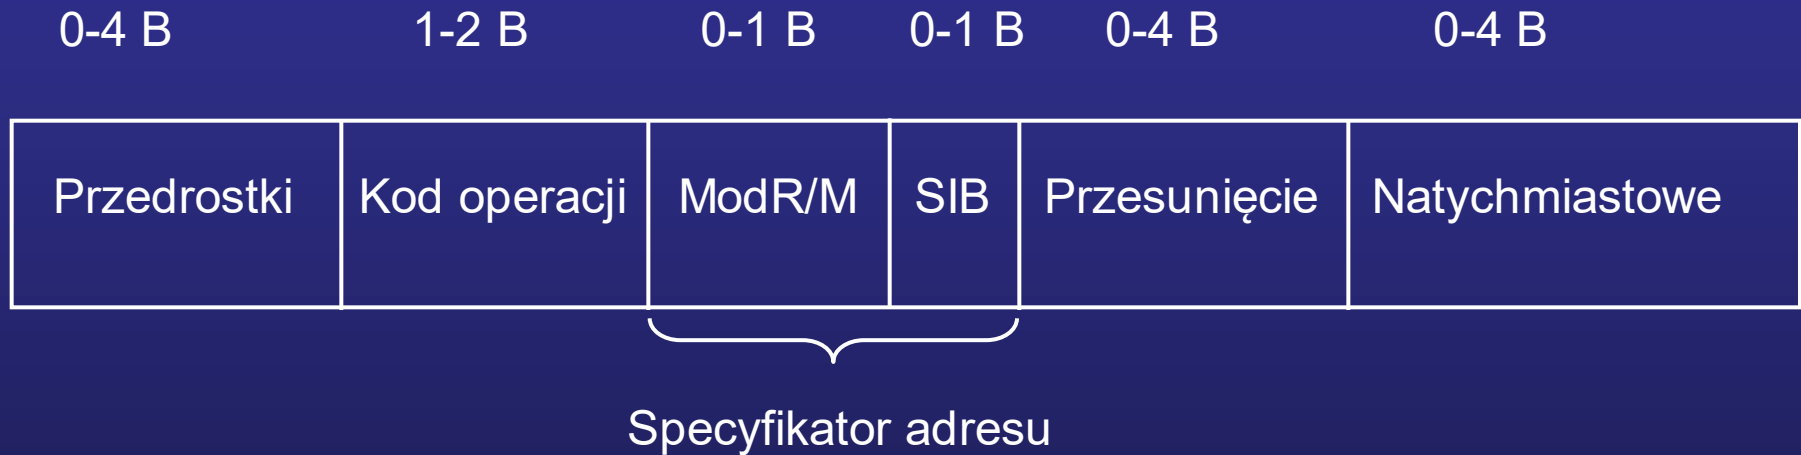 0-4 B 1-2 B 0-1 B 0-1 B 0-4 B 0-4 B
Przedrostki Kod operacji ModR/M SIB Przesunięcie Natychmiastowe
Specyfikator adresu